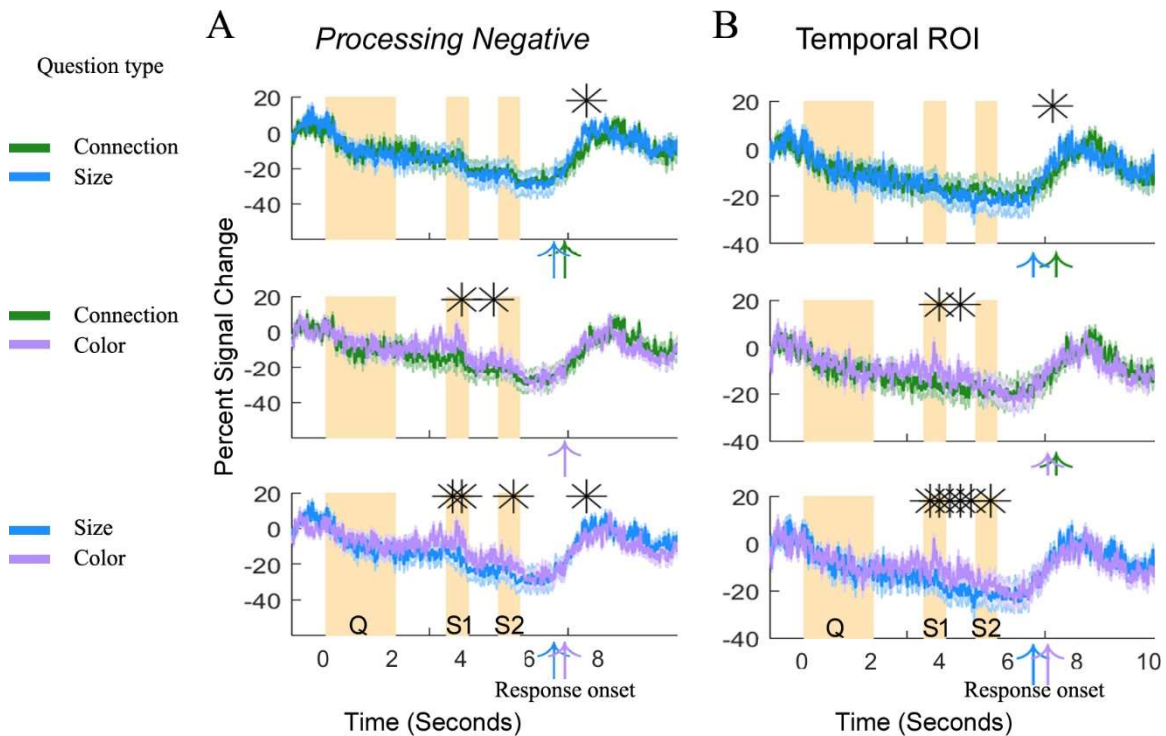 A
Processing Negative
B
Temporal ROI
Question type
Connection
Size
Connection
Color
Size
Color
Percent Signal Change
20
0
-20
-40
20
0
-20
-40
20
0
-20
-40
Q
S1
S2
0 2 4 6 8
Response onset
Time (Seconds)
20
0
-20
-40
20
0
-20
-40
20
0
-20
-40
Q
S1
S2
0 2 4 6 8 10
Response onset
Time (Seconds)